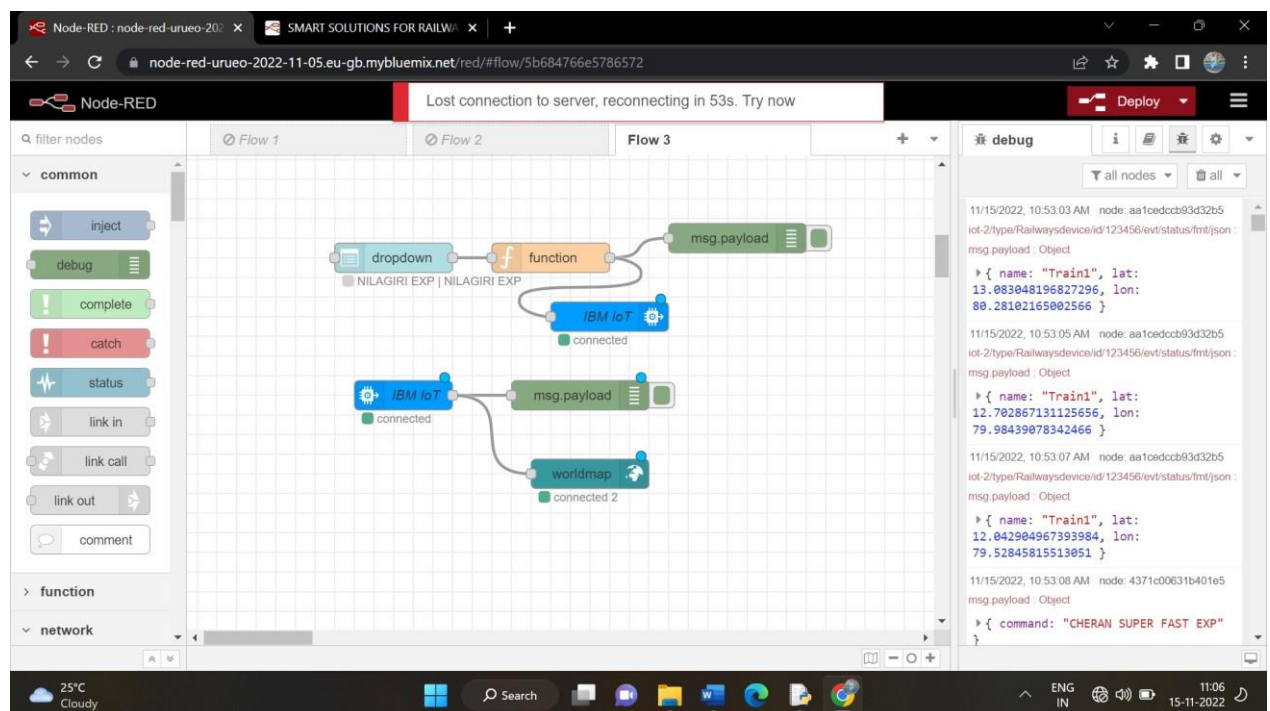 Node-RED : node-red-urueo-202
SMART SOLUTIONS FOR RAILWA
node-red-urueo-2022-11-05.eu-gb.mybluemix.net/red/#flow/5b684766e5786572
Node-RED
Lost connection to server, reconnecting in 53s. Try now
Deploy
filter nodes
Flow 1
Flow 2
Flow 3
debug
i
all nodes
all
common
inject
debug
complete
catch
status
link in
link call
link out
comment
function
network
dropdown
NILAGIRI EXP | NILAGIRI EXP
f
function
msg.payload
IBM IoT
connected
IBM IoT
connected
msg.payload
worldmap
connected 2
11/15/2022, 10:53:03 AM node: aa1cedccb93d32b5
iot-2/type/Railwaysdevice/id/123456/evt/status/fmt/json :
msg.payload : Object
{ name: "Train1", lat:
13.083048196827296, lon:
80.28102165002566 }
11/15/2022, 10:53:05 AM node: aa1cedccb93d32b5
iot-2/type/Railwaysdevice/id/123456/evt/status/fmt/json :
msg.payload : Object
{ name: "Train1", lat:
12.702867131125656, lon:
79.98439078342466 }
11/15/2022, 10:53:07 AM node: aa1cedccb93d32b5
iot-2/type/Railwaysdevice/id/123456/evt/status/fmt/json :
msg.payload : Object
{ name: "Train1", lat:
12.042904967393984, lon:
79.52845815513051 }
11/15/2022, 10:53:08 AM node: 4371c00631b401e5
msg.payload : Object
{ command: "CHERAN SUPER FAST EXP"
}
25°C
Cloudy
Search
ENG
IN
11:06
15-11-2022